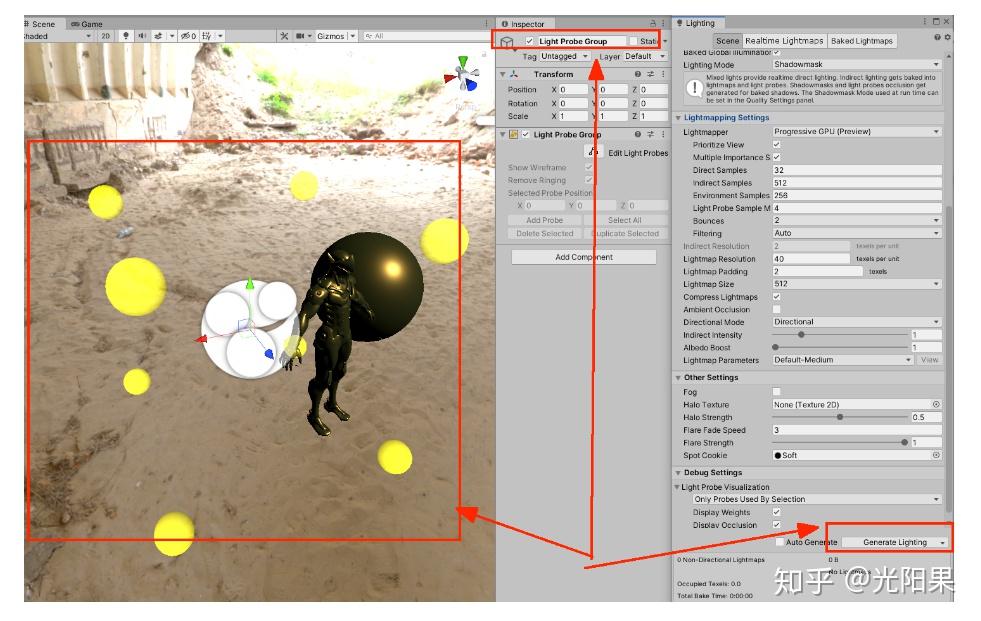 Scene Game
Shaded 2D Gizmos All
Persp
Inspector
Light Probe Group Static
Tag Untagged Layer Default
Transform
Position X 0 Y 0 Z 0
Rotation X 0 Y 0 Z 0
Scale X 1 Y 1 Z 1
Light Probe Group
Edit Light Probes
Show Wireframe
Remove Ringing
Selected Probe Position
X 0 Y 0 Z 0
Add Probe Select All
Delete Selected Duplicate Selected
Add Component
Lighting
Scene Realtime Lightmaps Baked Lightmaps
Baked Global Illumination
Lighting Mode Shadowmask
Mixed lights provide realtime direct lighting. Indirect lighting gets baked into
lightmaps and light probes. Shadowmasks and light probes occlusion get
generated for baked shadows. The Shadowmask Mode used at run time can
be set in the Quality Settings panel.
Lightmapping Settings
Lightmapper Progressive GPU (Preview)
Prioritize View
Multiple Importance S
Direct Samples 32
Indirect Samples 512
Environment Samples 256
Light Probe Sample M 4
Bounces 2
Filtering Auto
Indirect Resolution 2 texels per unit
Lightmap Resolution 40 texels per unit
Lightmap Padding 2 texels
Lightmap Size 512
Compress Lightmaps
Ambient Occlusion
Directional Mode Directional
Indirect Intensity 1
Albedo Boost 1
Lightmap Parameters Default-Medium View
Other Settings
Fog
Halo Texture None (Texture 2D)
Halo Strength 0.5
Flare Fade Speed 3
Flare Strength 1
Spot Cookie Soft
Debug Settings
Light Probe Visualization
Only Probes Used By Selection
Display Weights
Display Occlusion
Auto Generate Generate Lighting
0 Non-Directional Lightmaps 0 B
No Lightmaps
Occupied Texels: 0.0
Total Bake Time: 0:00:00
知乎 @光阳果